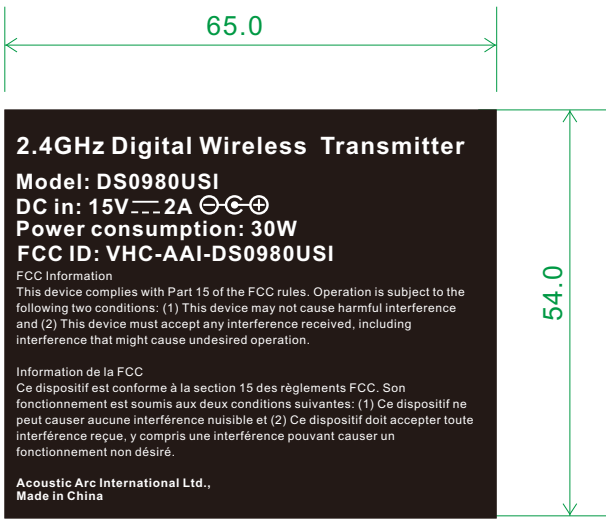 65.0
2.4GHz Digital Wireless Transmitter
Model: DS0980USI
DC in: 15V⎓2A ⊖-C-⊕
Power consumption: 30W
FCC ID: VHC-AAI-DS0980USI
FCC Information
This device complies with Part 15 of the FCC rules. Operation is subject to the
following two conditions: (1) This device may not cause harmful interference
and (2) This device must accept any interference received, including
interference that might cause undesired operation.
Information de la FCC
Ce dispositif est conforme à la section 15 des règlements FCC. Son
fonctionnement est soumis aux deux conditions suivantes: (1) Ce dispositif ne
peut causer aucune interférence nuisible et (2) Ce dispositif doit accepter toute
interférence reçue, y compris une interférence pouvant causer un
fonctionnement non désiré.
Acoustic Arc International Ltd.,
Made in China
54.0